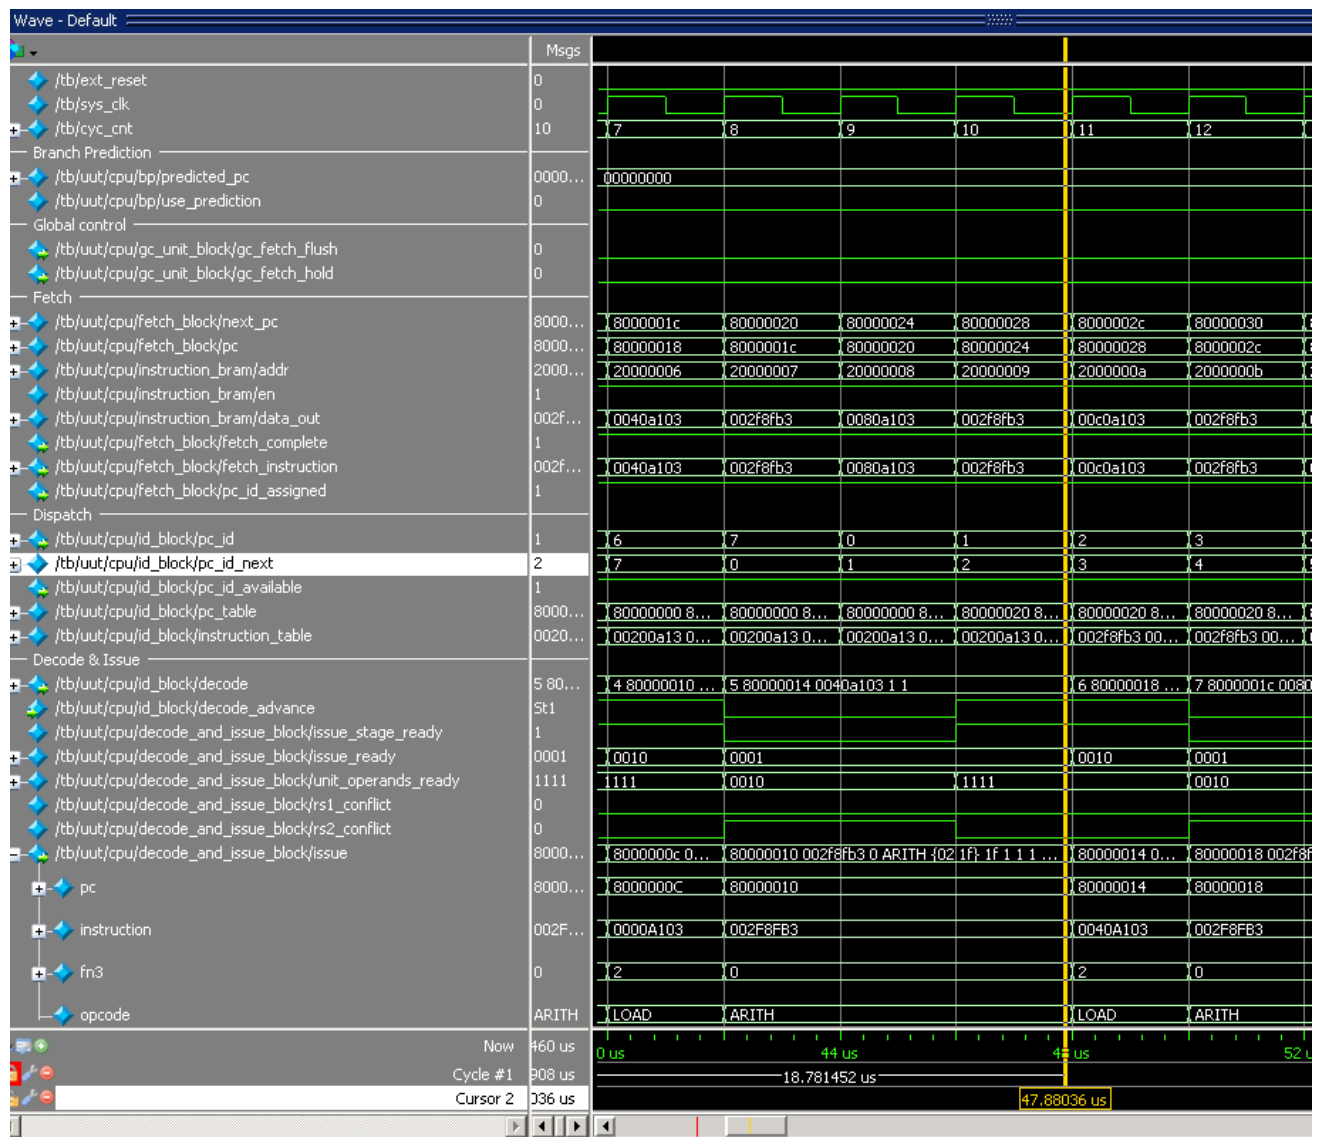 Wave - Default
Msgs
/tb/ext_reset 0
/tb/sys_clk 0
/tb/cyc_cnt 10 7 8 9 10 11 12
Branch Prediction
/tb/uut/cpu/bp/predicted_pc 0000... 00000000
/tb/uut/cpu/bp/use_prediction 0
Global control
/tb/uut/cpu/gc_unit_block/gc_fetch_flush 0
/tb/uut/cpu/gc_unit_block/gc_fetch_hold 0
Fetch
/tb/uut/cpu/fetch_block/next_pc 8000... 8000001c 80000020 80000024 80000028 8000002c 80000030
/tb/uut/cpu/fetch_block/pc 8000... 80000018 8000001c 80000020 80000024 80000028 8000002c
/tb/uut/cpu/instruction_bram/addr 2000... 20000006 20000007 20000008 20000009 2000000a 2000000b
/tb/uut/cpu/instruction_bram/en 1
/tb/uut/cpu/instruction_bram/data_out 002f... 0040a103 002f8fb3 0080a103 002f8fb3 00c0a103 002f8fb3
/tb/uut/cpu/fetch_block/fetch_complete 1
/tb/uut/cpu/fetch_block/fetch_instruction 002f... 0040a103 002f8fb3 0080a103 002f8fb3 00c0a103 002f8fb3
/tb/uut/cpu/fetch_block/pc_id_assigned 1
Dispatch
/tb/uut/cpu/id_block/pc_id 1 6 7 0 1 2 3
/tb/uut/cpu/id_block/pc_id_next 2 7 0 1 2 3 4
/tb/uut/cpu/id_block/pc_id_available 1
/tb/uut/cpu/id_block/pc_table 8000... 80000000 8... 80000000 8... 80000000 8... 80000020 8... 80000020 8... 80000020 8...
/tb/uut/cpu/id_block/instruction_table 0020... 00200a13 0... 00200a13 0... 00200a13 0... 00200a13 0... 002f8fb3 00... 002f8fb3 00...
Decode & Issue
/tb/uut/cpu/id_block/decode 5 80... 4 80000010 ... 5 80000014 0040a103 1 1 6 80000018 ... 7 8000001c 0080
/tb/uut/cpu/id_block/decode_advance St1
/tb/uut/cpu/decode_and_issue_block/issue_stage_ready 1
/tb/uut/cpu/decode_and_issue_block/issue_ready 0001 0010 0001 0010 0001
/tb/uut/cpu/decode_and_issue_block/unit_operands_ready 1111 1111 0010 1111 0010
/tb/uut/cpu/decode_and_issue_block/rs1_conflict 0
/tb/uut/cpu/decode_and_issue_block/rs2_conflict 0
/tb/uut/cpu/decode_and_issue_block/issue 8000... 8000000c 0... 80000010 002f8fb3 0 ARITH {02 1f} 1f 1 1 1 ... 80000014 0... 80000018 002f8f
pc 8000... 8000000C 80000010 80000014 80000018
instruction 002F... 0000A103 002F8FB3 0040A103 002F8FB3
fn3 0 2 0 2 0
opcode ARITH LOAD ARITH LOAD ARITH
Now 460 us 0 us 44 us us 52
Cycle #1 908 us 18.781452 us
Cursor 2 036 us 47.88036 us